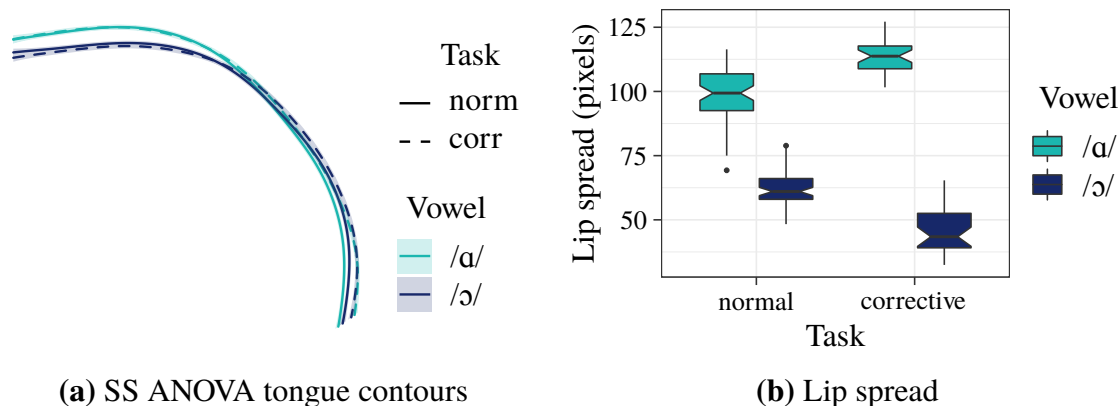 Task
norm
corr
Vowel
/ɑ/
/ɔ/
(a) SS ANOVA tongue contours
Lip spread (pixels)
125
100
75
50
normal
corrective
Task
Vowel
/ɑ/
/ɔ/
(b) Lip spread